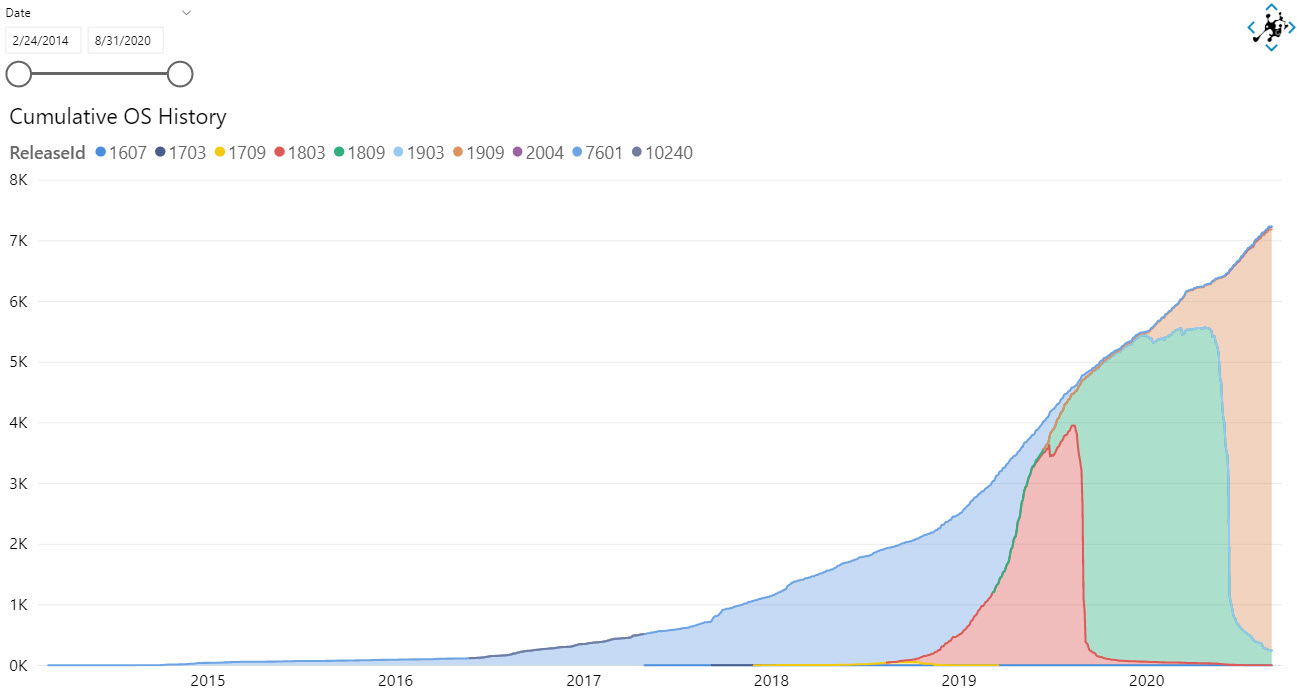 Date
2/24/2014 8/31/2020
Cumulative OS History
ReleaseId 1607 1703 1709 1803 1809 1903 1909 2004 7601 10240
8K
7K
6K
5K
4K
3K
2K
1K
0K
2015 2016 2017 2018 2019 2020